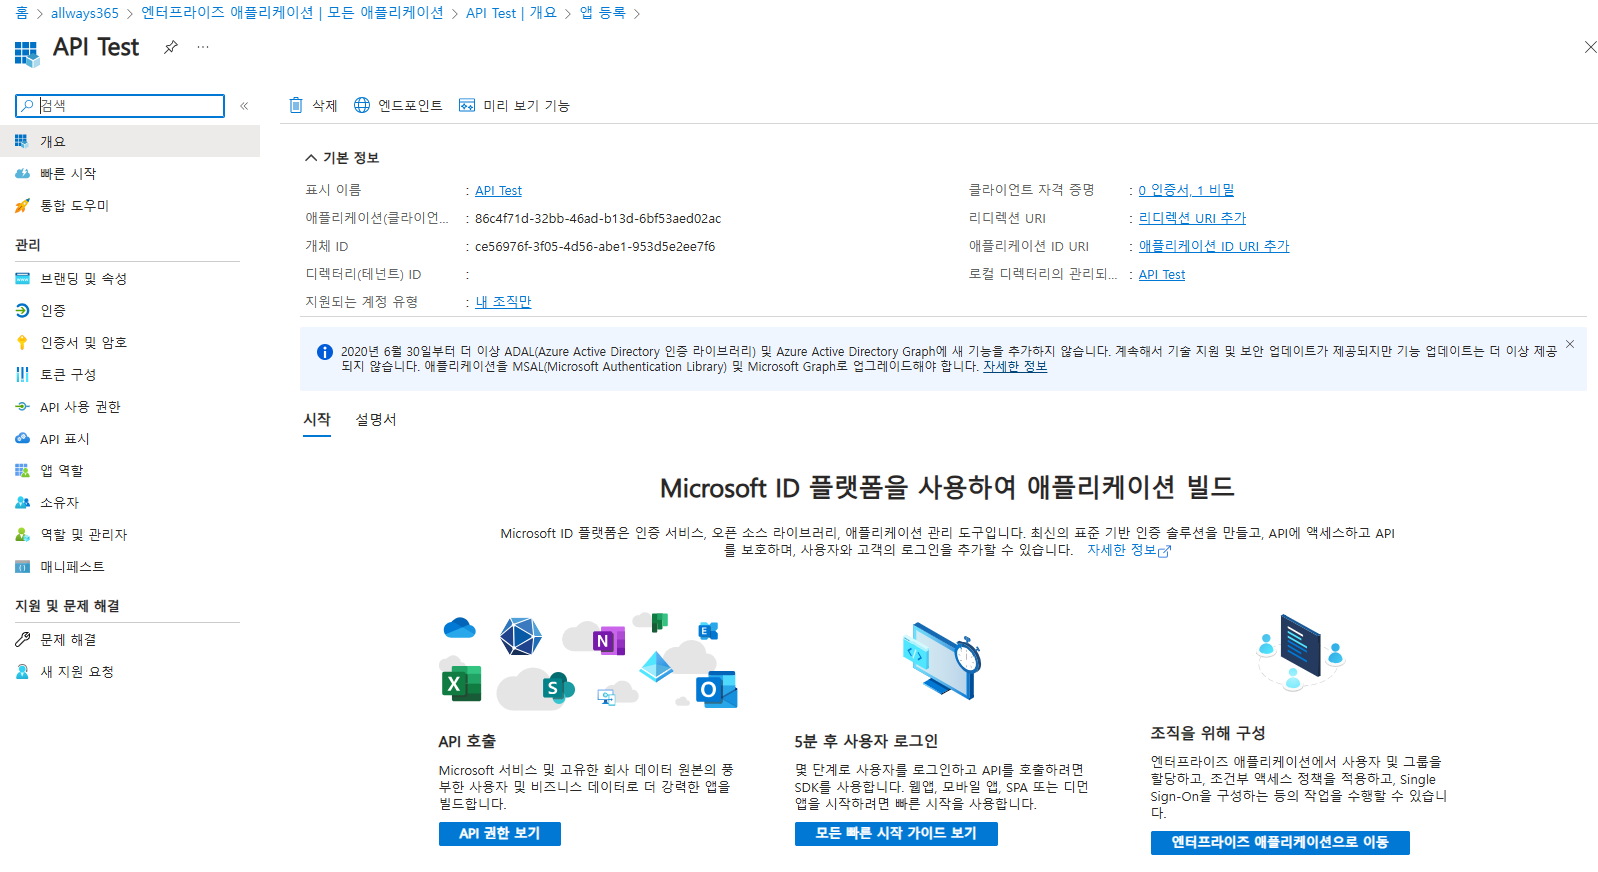 홈 > allways365 > 엔터프라이즈 애플리케이션 | 모든 애플리케이션 > API Test | 개요 > 앱 등록 >
API Test
검색
삭제 엔드포인트 미리 보기 기능
개요
빠른 시작
통합 도우미
관리
브랜딩 및 속성
인증
인증서 및 암호
토큰 구성
API 사용 권한
API 표시
앱 역할
소유자
역할 및 관리자
매니페스트
지원 및 문제 해결
문제 해결
새 지원 요청
기본 정보
표시 이름 : API Test
애플리케이션(클라이언... : 86c4f71d-32bb-46ad-b13d-6bf53aed02ac
개체 ID : ce56976f-3f05-4d56-abe1-953d5e2ee7f6
디렉터리(테넌트) ID :
지원되는 계정 유형 : 내 조직만
클라이언트 자격 증명 : 0 인증서, 1 비밀
리디렉션 URI : 리디렉션 URI 추가
애플리케이션 ID URI : 애플리케이션 ID URI 추가
로컬 디렉터리의 관리되... : API Test
2020년 6월 30일부터 더 이상 ADAL(Azure Active Directory 인증 라이브러리) 및 Azure Active Directory Graph에 새 기능을 추가하지 않습니다. 계속해서 기술 지원 및 보안 업데이트가 제공되지만 기능 업데이트는 더 이상 제공
되지 않습니다. 애플리케이션을 MSAL(Microsoft Authentication Library) 및 Microsoft Graph로 업그레이드해야 합니다. 자세한 정보
시작 설명서
Microsoft ID 플랫폼을 사용하여 애플리케이션 빌드
Microsoft ID 플랫폼은 인증 서비스, 오픈 소스 라이브러리, 애플리케이션 관리 도구입니다. 최신의 표준 기반 인증 솔루션을 만들고, API에 액세스하고 API
를 보호하며, 사용자와 고객의 로그인을 추가할 수 있습니다. 자세한 정보
N
E
X
S
O
API 호출
Microsoft 서비스 및 고유한 회사 데이터 원본의 풍
부한 사용자 및 비즈니스 데이터로 더 강력한 앱을
빌드합니다.
API 권한 보기
5분 후 사용자 로그인
몇 단계로 사용자를 로그인하고 API를 호출하려면
SDK를 사용합니다. 웹앱, 모바일 앱, SPA 또는 디먼
앱을 시작하려면 빠른 시작을 사용합니다.
모든 빠른 시작 가이드 보기
조직을 위해 구성
엔터프라이즈 애플리케이션에서 사용자 및 그룹을
할당하고, 조건부 액세스 정책을 적용하고, Single
Sign-On을 구성하는 등의 작업을 수행할 수 있습니
다.
엔터프라이즈 애플리케이션으로 이동